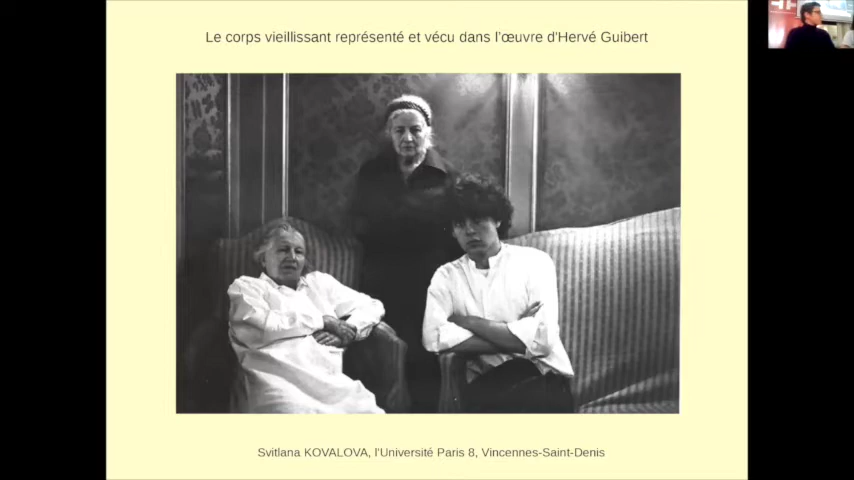 Le corps vieillissant représenté et vécu dans l'œuvre d'Hervé Guibert
Svitlana KOVALOVA, l'Université Paris 8, Vincennes-Saint-Denis